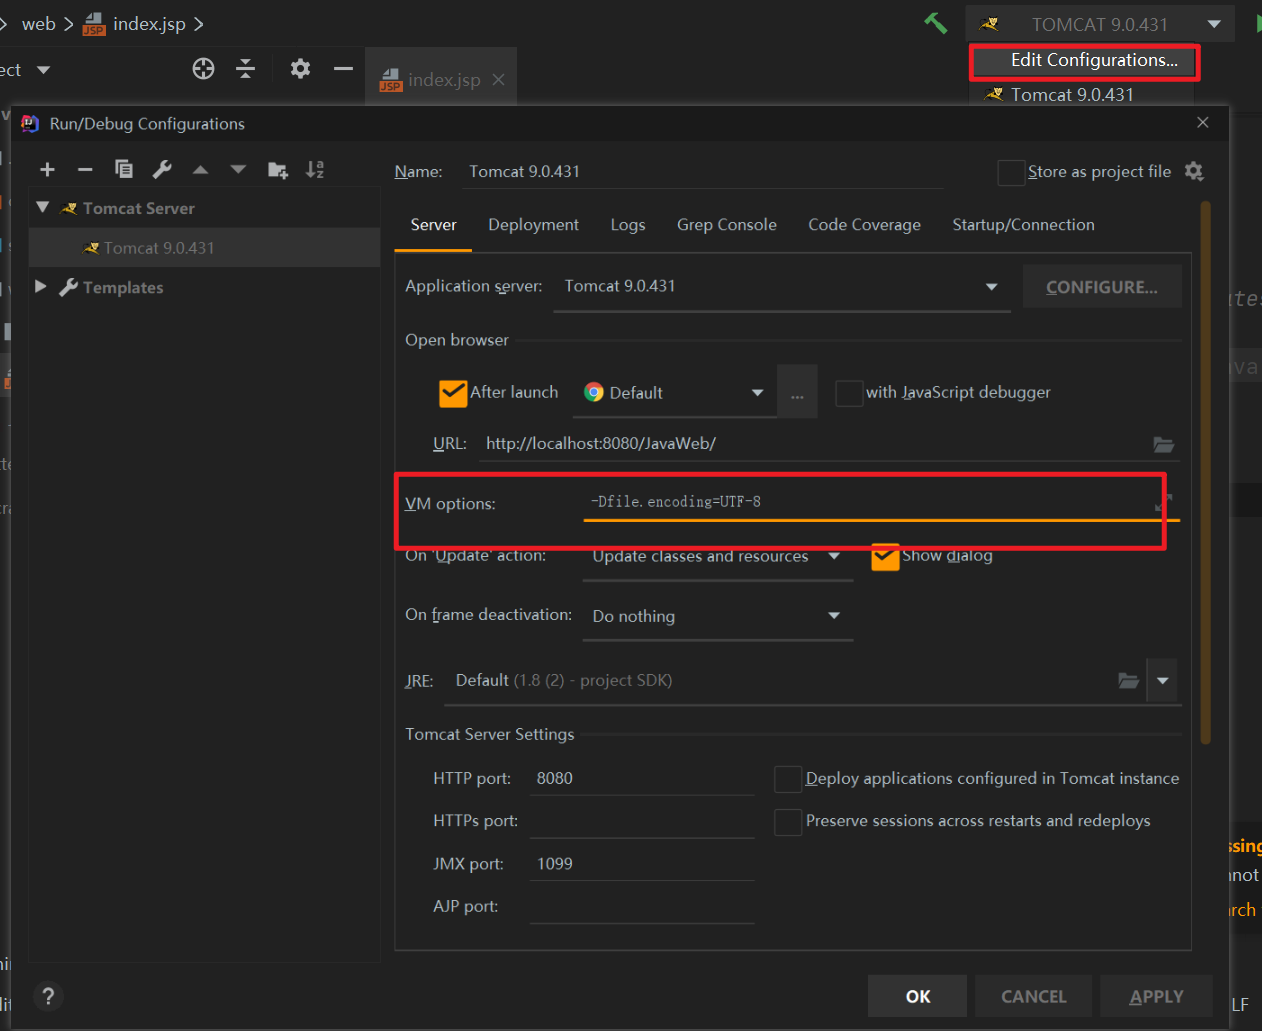 web index.jsp TOMCAT 9.0.431
Edit Configurations...
ect index.jsp Tomcat 9.0.431
Run/Debug Configurations
Name: Tomcat 9.0.431 Store as project file
Tomcat Server
Tomcat 9.0.431
Templates
Server Deployment Logs Grep Console Code Coverage Startup/Connection
Application server: Tomcat 9.0.431 CONFIGURE...
Open browser
After launch Default ... with JavaScript debugger
URL: http://localhost:8080/JavaWeb/
VM options: -Dfile.encoding=UTF-8
On 'Update' action: Update classes and resources Show dialog
On frame deactivation: Do nothing
JRE: Default (1.8 (2) - project SDK)
Tomcat Server Settings
HTTP port: 8080 Deploy applications configured in Tomcat instance
HTTPs port: Preserve sessions across restarts and redeploys
JMX port: 1099
AJP port:
? OK CANCEL APPLY
LF